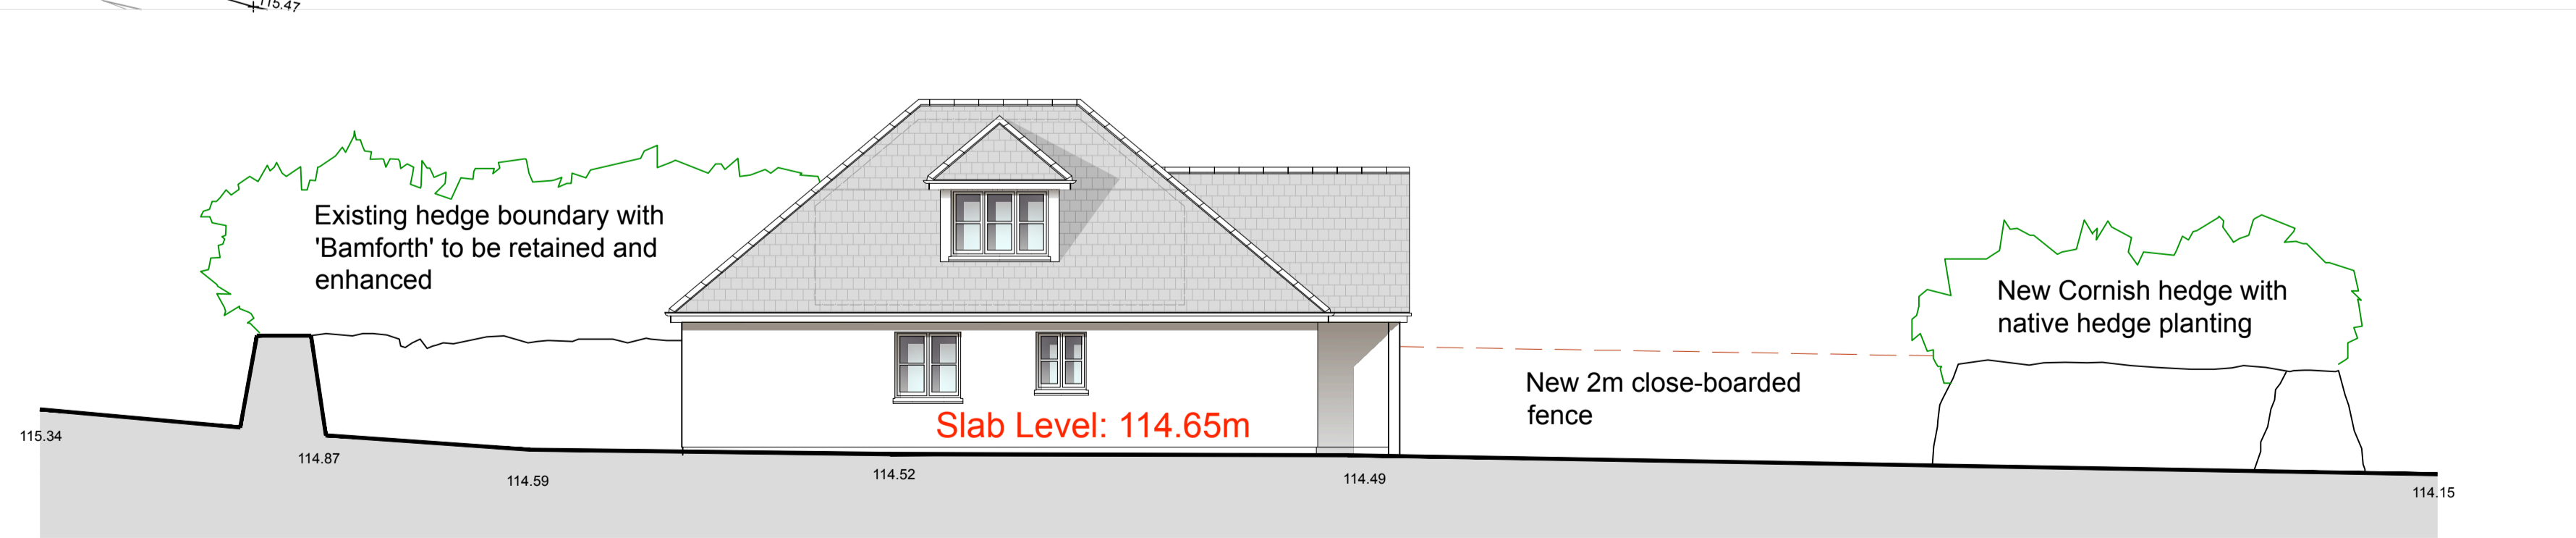 115.47
Existing hedge boundary with
'Bamforth' to be retained and
enhanced
New Cornish hedge with
native hedge planting
New 2m close-boarded
fence
Slab Level: 114.65m
115.34
114.87
114.59
114.52
114.49
114.15